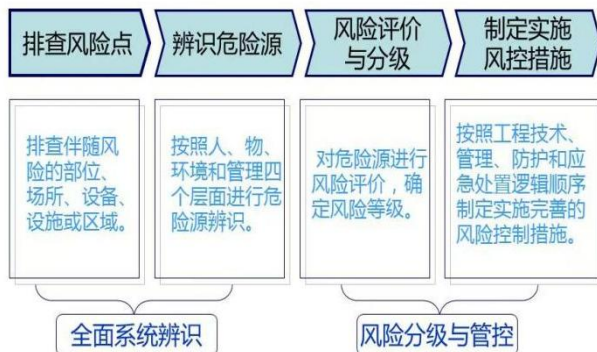 排查风险点
辨识危险源
风险评价
与分级
制定实施
风控措施
排查伴随风
险的部位、
场所、设备、
设施或区域。
按照人、物、
环境和管理四
个层面进行危
险源辨识。
对危险源进行
风险评价，确
定风险等级。
按照工程技术、
管理、防护和应
急处置逻辑顺序
制定实施完善的
风险控制措施。
全面系统辨识
风险分级与管控